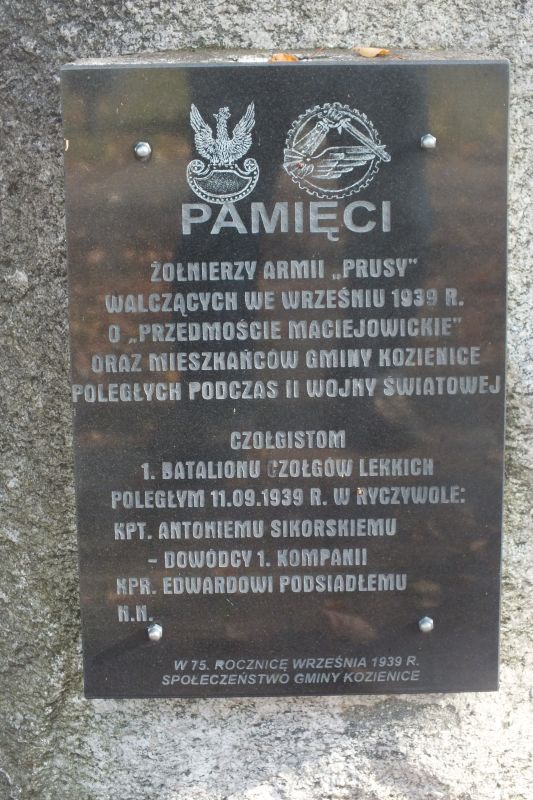 PAMIĘCI
ŻOŁNIERZY ARMII „PRUSY”
WALCZĄCYCH WE WRZEŚNIU 1939 R.
O „PRZEDMOŚCIE MACIEJOWICKIE”
ORAZ MIESZKAŃCÓW GMINY KOZIENICE
POLEGŁYCH PODCZAS II WOJNY ŚWIATOWEJ
CZOŁGISTOM
1. BATALIONU CZOŁGÓW LEKKICH
POLEGŁYM 11.09.1939 R. W RYCZYWOLE:
KPT. ANTONIEMU SIKORSKIEMU
– DOWÓDCY 1. KOMPANII
KPR. EDWARDOWI PODSIADŁEMU
N.N.
W 75. ROCZNICĘ WRZEŚNIA 1939 R.
SPOŁECZEŃSTWO GMINY KOZIENICE